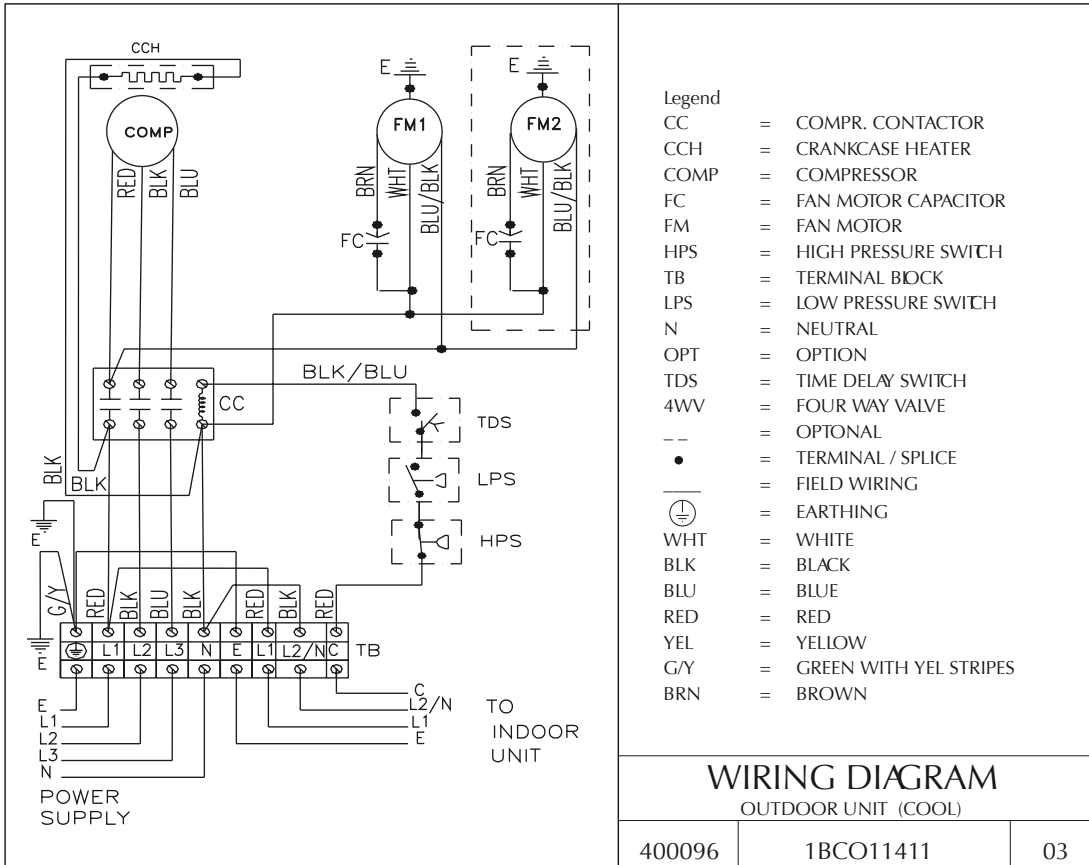 CCH
COMP
RED
BLK
BLU
E
FM1
BRN
WHT
BLU/BLK
FC
E
FM2
BRN
WHT
BLU/BLK
FC
CC
BLK/BLU
TDS
LPS
HPS
BLK
BLK
E
E
G/Y
RED
BLK
BLU
BLK
RED
BLK
RED
L1 L2 L3 N E L1 L2/N C TB
E
L1
L2
L3
N
POWER
SUPPLY
C
L2/N
L1
E
TO
INDOOR
UNIT
Legend
CC = COMPR. CONTACTOR
CCH = CRANKCASE HEATER
COMP = COMPRESSOR
FC = FAN MOTOR CAPACITOR
FM = FAN MOTOR
HPS = HIGH PRESSURE SWITCH
TB = TERMINAL BLOCK
LPS = LOW PRESSURE SWITCH
N = NEUTRAL
OPT = OPTION
TDS = TIME DELAY SWITCH
4WV = FOUR WAY VALVE
-- = OPTONAL
● = TERMINAL / SPLICE
= FIELD WIRING
= EARTHING
WHT = WHITE
BLK = BLACK
BLU = BLUE
RED = RED
YEL = YELLOW
G/Y = GREEN WITH YEL STRIPES
BRN = BROWN
WIRING DIAGRAM
OUTDOOR UNIT (COOL)
400096 1BCO11411 03